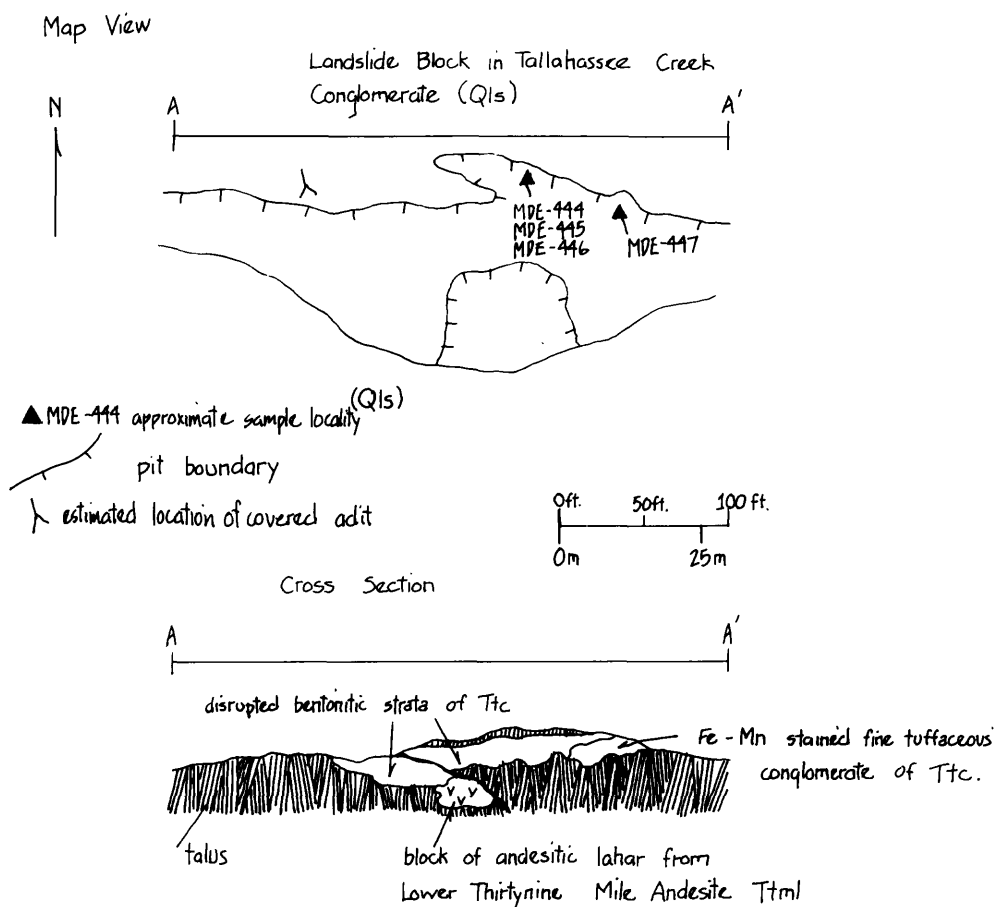 Map View
Landslide Block in Tallahassee Creek
Conglomerate (Qls)
N
A
A'
MDE-444
MDE-445
MDE-446
MDE-447
(Qls)
MDE-444 approximate sample locality
pit boundary
estimated location of covered adit
0ft. 50ft. 100 ft.
0m 25m
Cross Section
A
A'
disrupted bentonitic strata of Ttc
Fe-Mn stained fine tuffaceous
conglomerate of Ttc.
talus
block of andesitic lahar from
Lower Thirtynine Mile Andesite Ttml